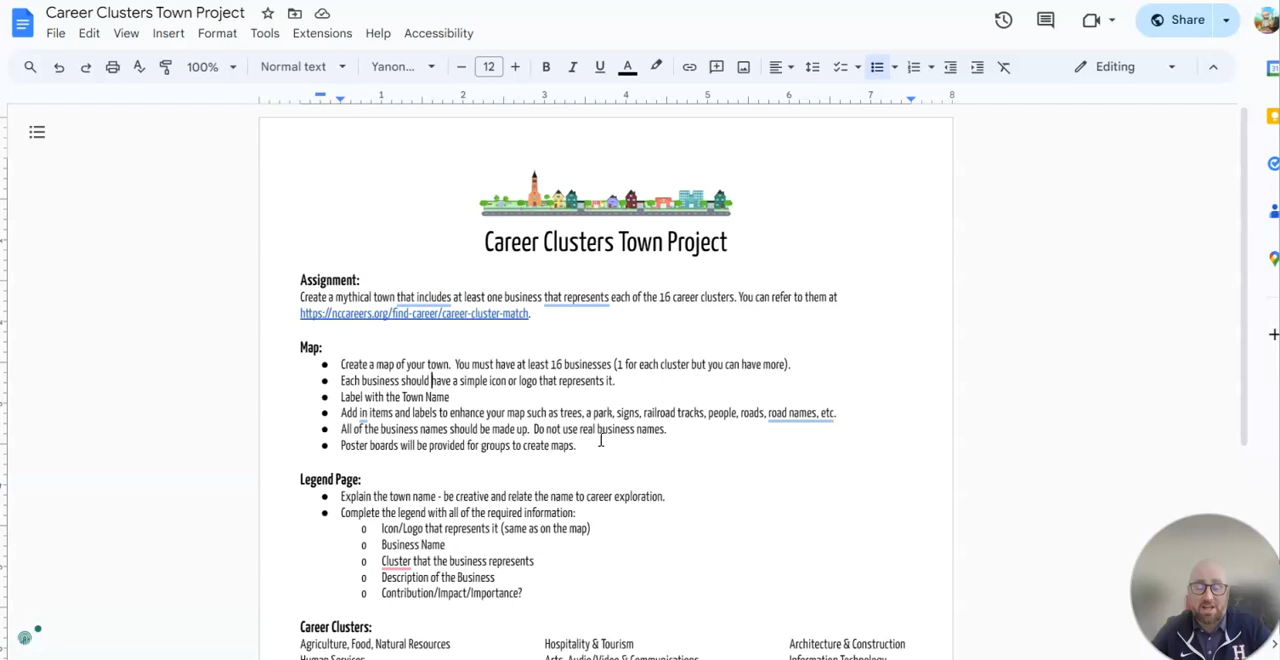 Career Clusters Town Project
File Edit View Insert Format Tools Extensions Help Accessibility
Share
100% Normal text Yanon... 12 B I U A Editing
1 2 3 4 5 6 7 8
Career Clusters Town Project
Assignment:
Create a mythical town that includes at least one business that represents each of the 16 career clusters. You can refer to them at
https://nccareers.org/find-career/career-cluster-match.
Map:
● Create a map of your town. You must have at least 16 businesses (1 for each cluster but you can have more).
● Each business should have a simple icon or logo that represents it.
● Label with the Town Name
● Add in items and labels to enhance your map such as trees, a park, signs, railroad tracks, people, roads, road names, etc.
● All of the business names should be made up. Do not use real business names.
● Poster boards will be provided for groups to create maps.
Legend Page:
● Explain the town name - be creative and relate the name to career exploration.
● Complete the legend with all of the required information:
o Icon/Logo that represents it (same as on the map)
o Business Name
o Cluster that the business represents
o Description of the Business
o Contribution/Impact/Importance?
Career Clusters:
Agriculture, Food, Natural Resources Hospitality & Tourism Architecture & Construction
Human Services Arts, Audio/Video & Communications Information Technology
H